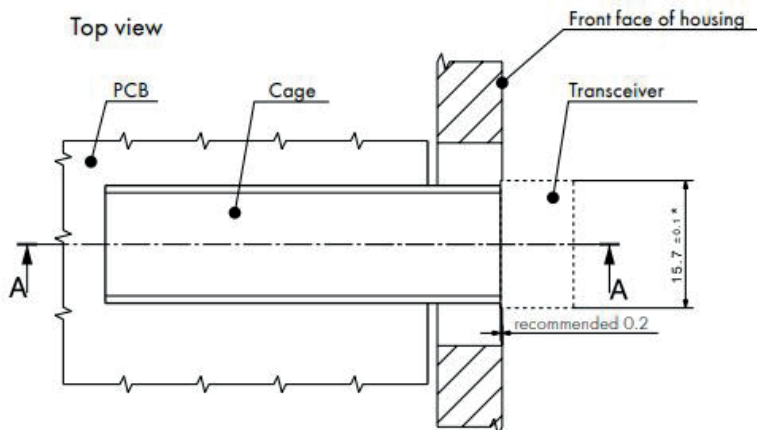 Top view
Front face of housing
PCB
Cage
Transceiver
A
A
15.7 ±0.1*
recommended 0.2